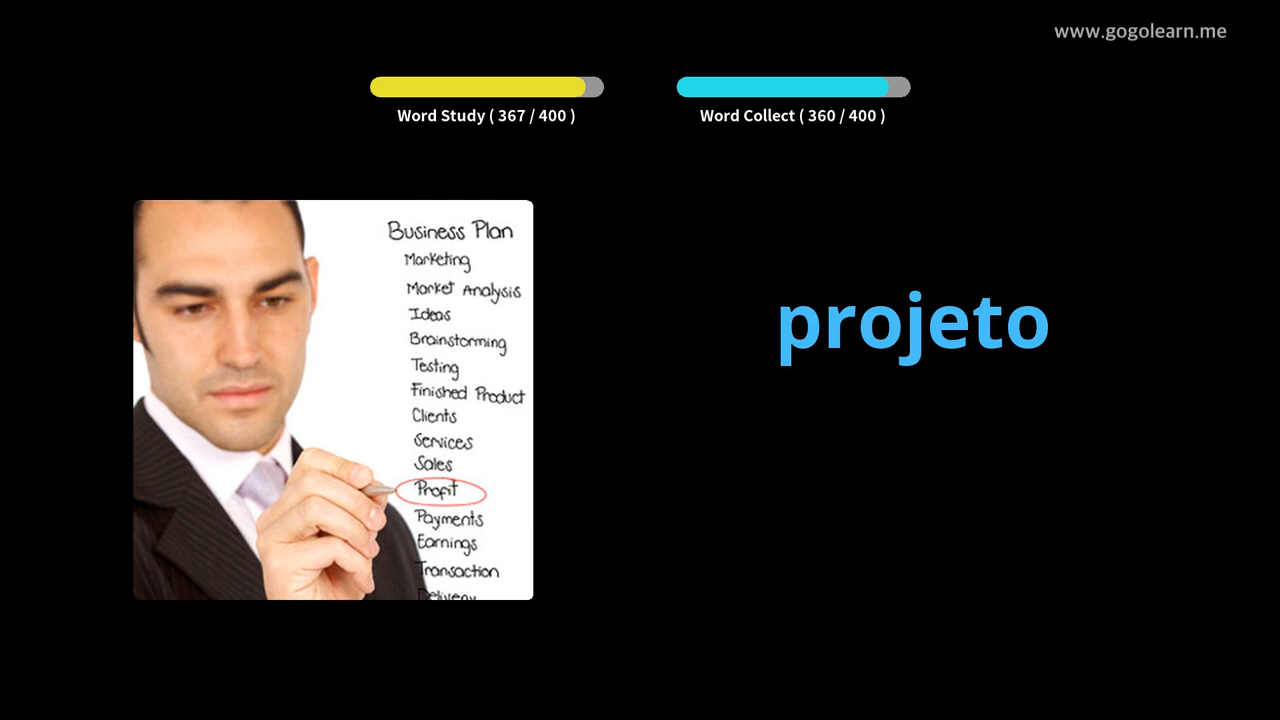 www.gogolearn.me
Word Study ( 367 / 400 )
Word Collect ( 360 / 400 )
Business Plan
Marketing
Market Analysis
Ideas
Brainstorming
Testing
Finished Product
Clients
Services
Sales
Profit
Payments
Earnings
Transaction
Delivery
projeto